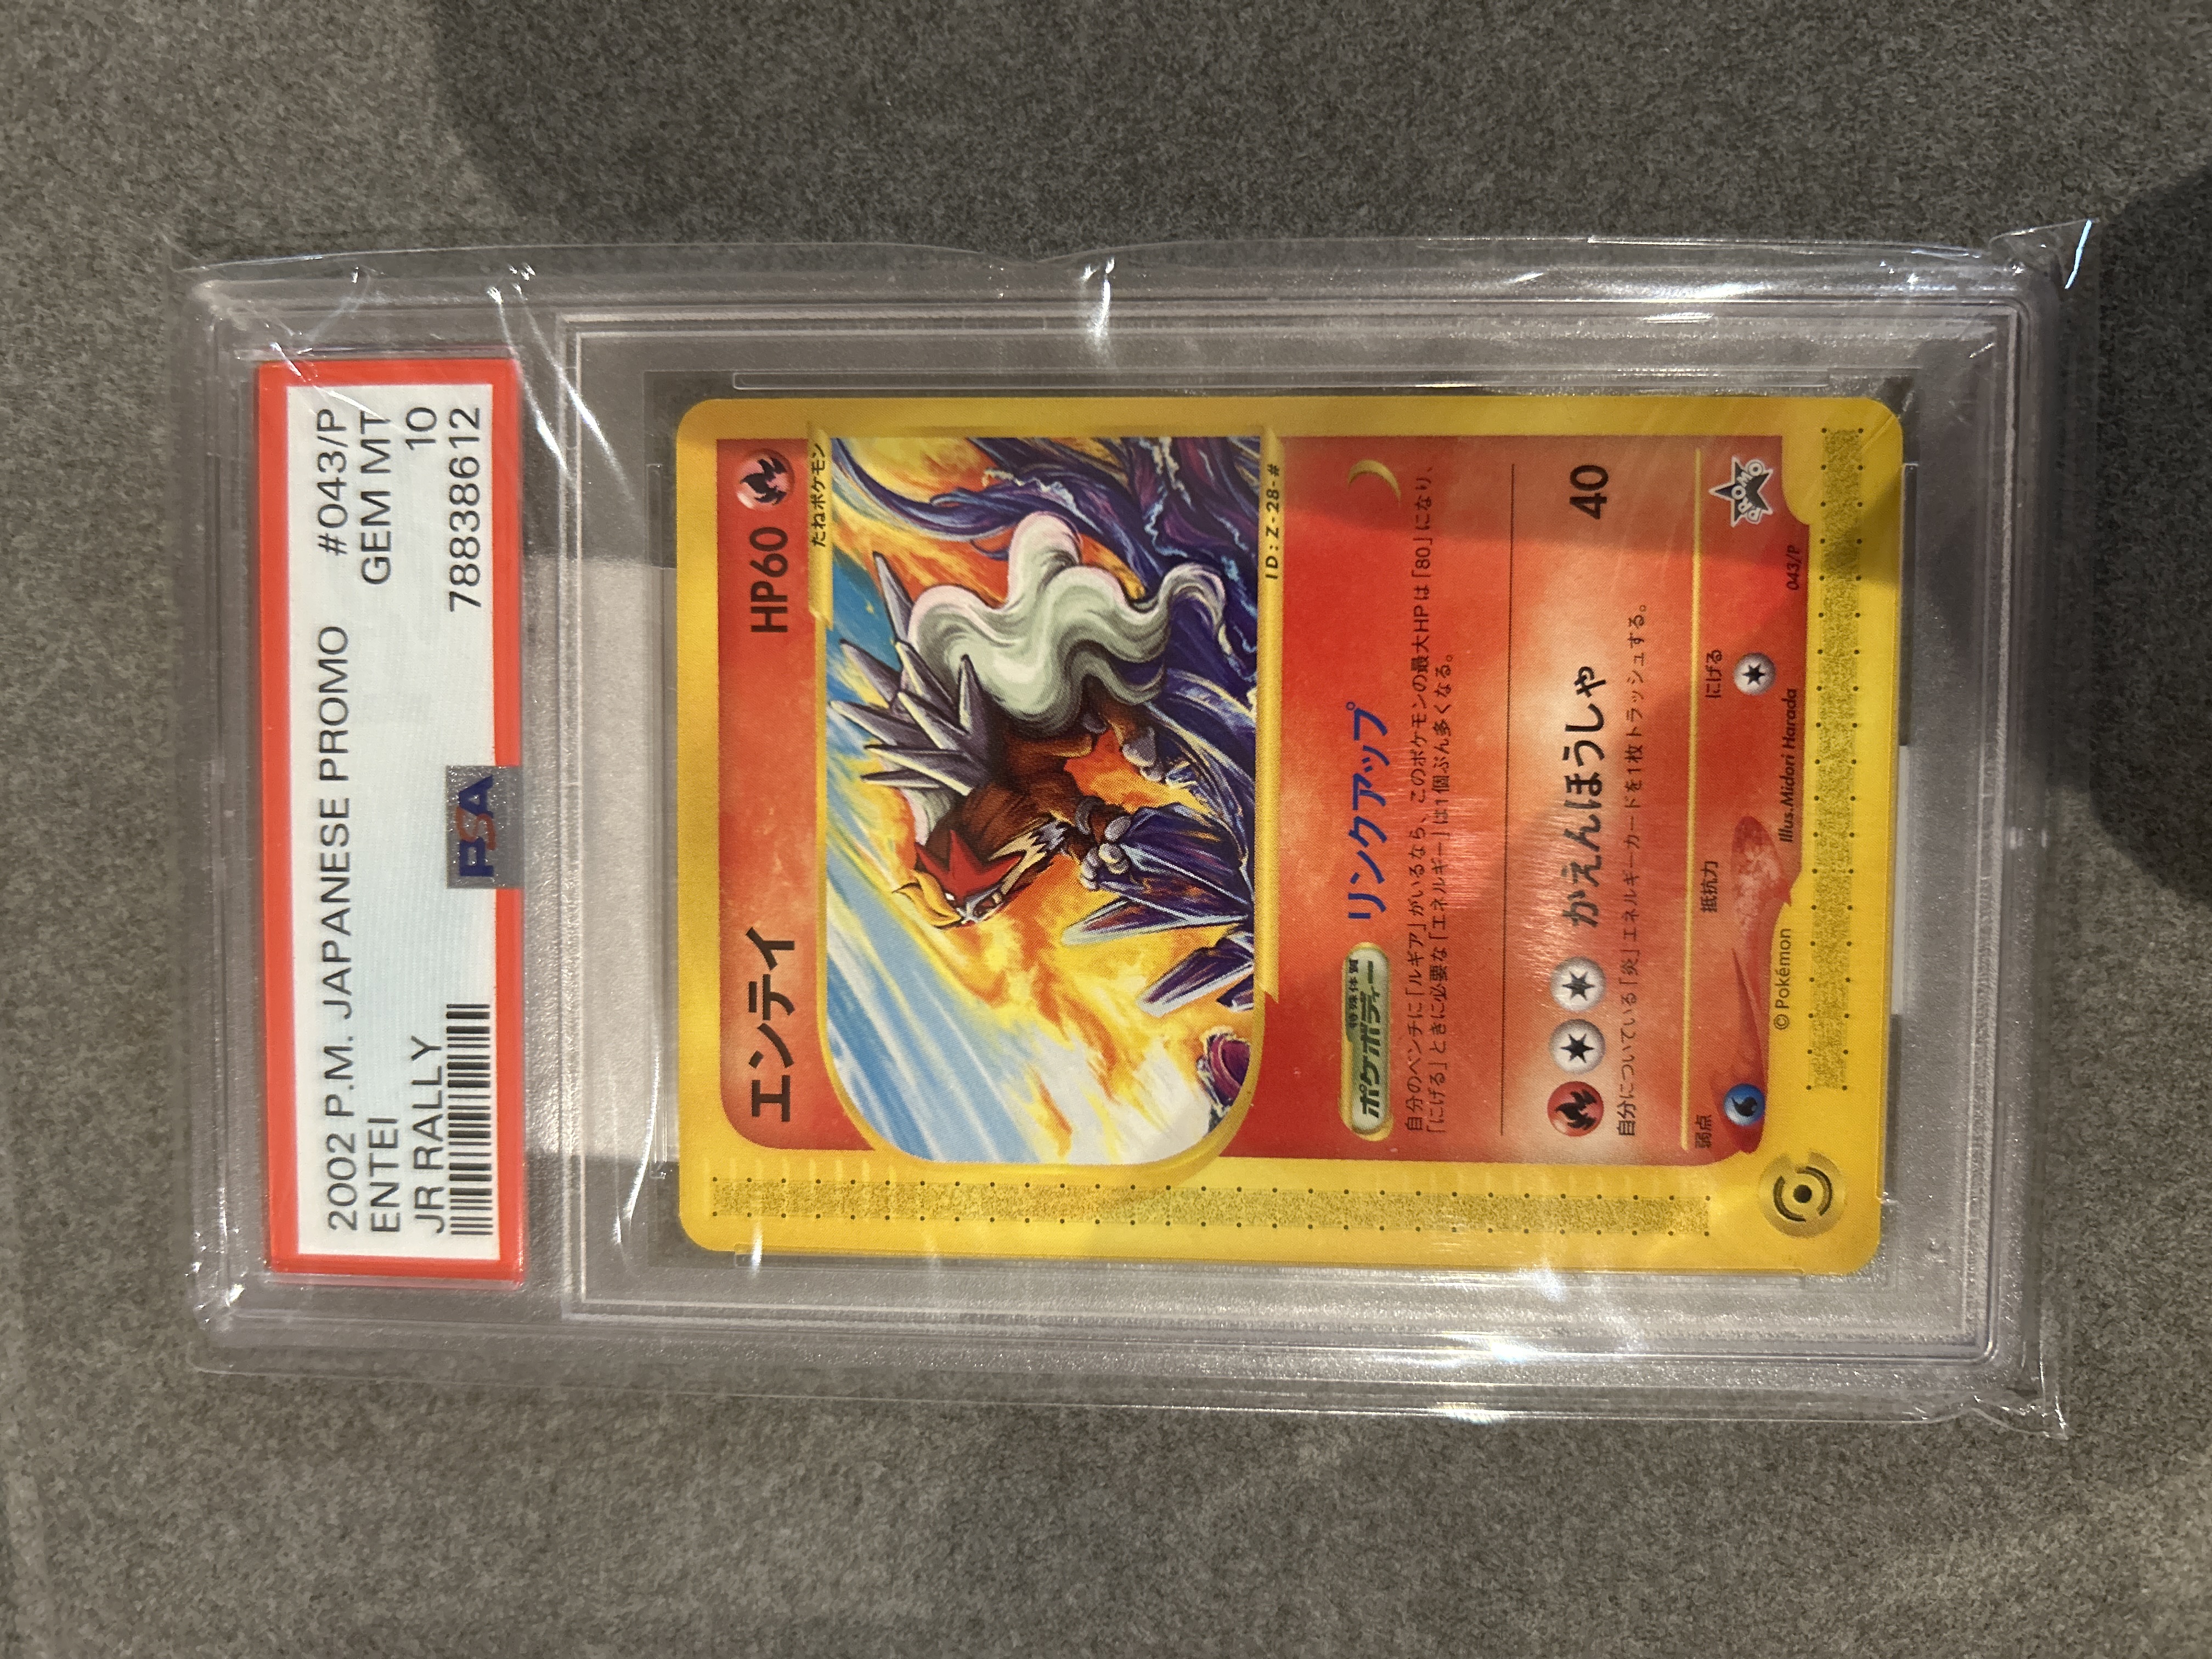 2002 P.M. JAPANESE PROMO #043/P
ENTEI GEM MT
JR RALLY 10
PSA 78838612
エンテイ HP60
たねポケモン
ID:Z-28-#
ポケボディー 特殊体質 リンクアップ
自分のベンチに「ルギア」がいるなら、このポケモンの最大HPは「80」になり、
「にげる」ときに必要な「エネルギー」は1個ぶん多くなる。
かえんほうしゃ 40
自分についている「炎」エネルギーカードを1枚トラッシュする。
弱点 抵抗力 にげる
PROMO
© Pokémon Illus.Midori Harada 043/P